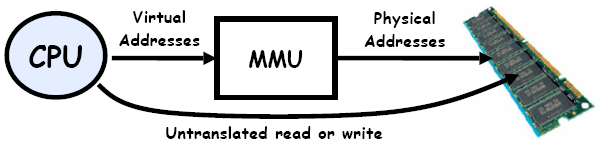 Virtual
Addresses
Physical
Addresses
CPU
MMU
Untranslated read or write